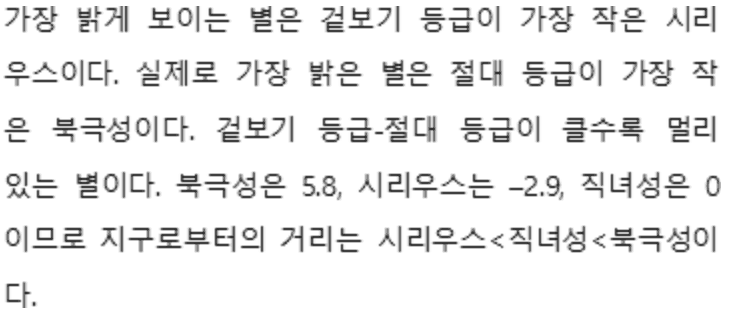 가장 밝게 보이는 별은 겉보기 등급이 가장 작은 시리
우스이다. 실제로 가장 밝은 별은 절대 등급이 가장 작
은 북극성이다. 겉보기 등급-절대 등급이 클수록 멀리
있는 별이다. 북극성은 5.8, 시리우스는 –2.9, 직녀성은 0
이므로 지구로부터의 거리는 시리우스<직녀성<북극성이
다.